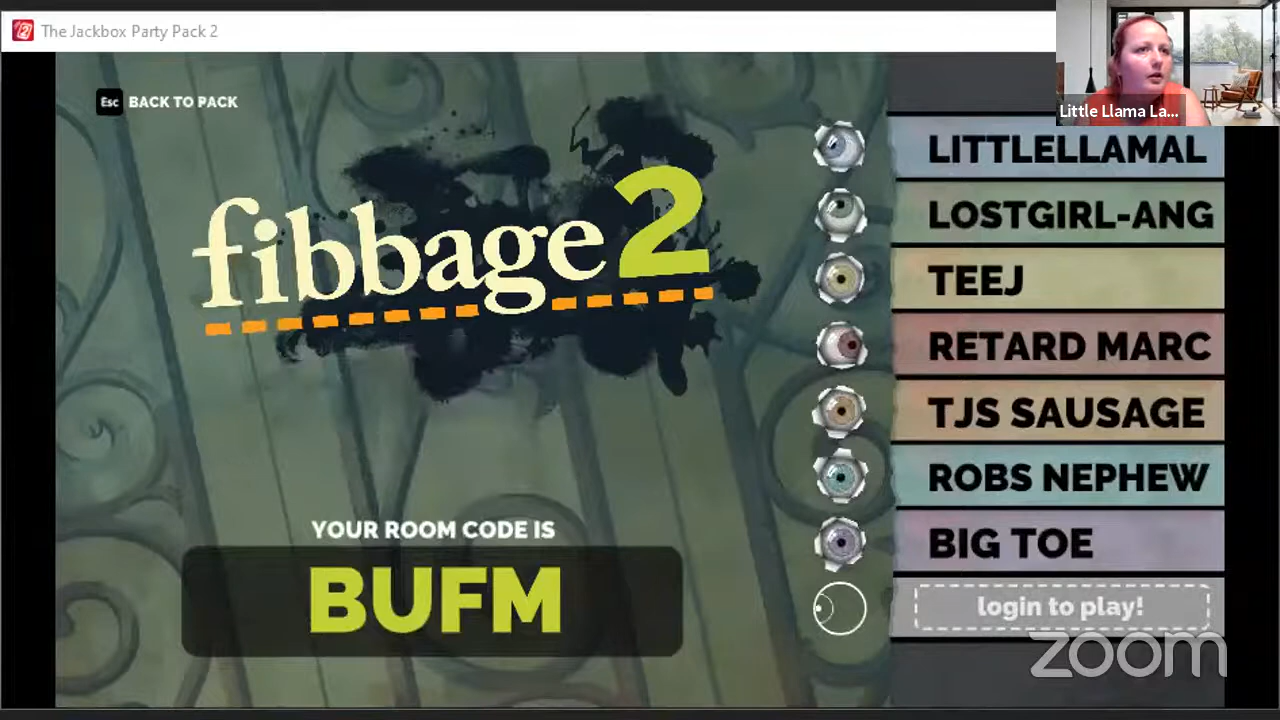 The Jackbox Party Pack 2
Esc BACK TO PACK
fibbage 2
YOUR ROOM CODE IS
BUFM
Little Llama La...
LITTLELLAMAL
LOSTGIRL-ANG
TEEJ
RETARD MARC
TJS SAUSAGE
ROBS NEPHEW
BIG TOE
login to play!
zoom